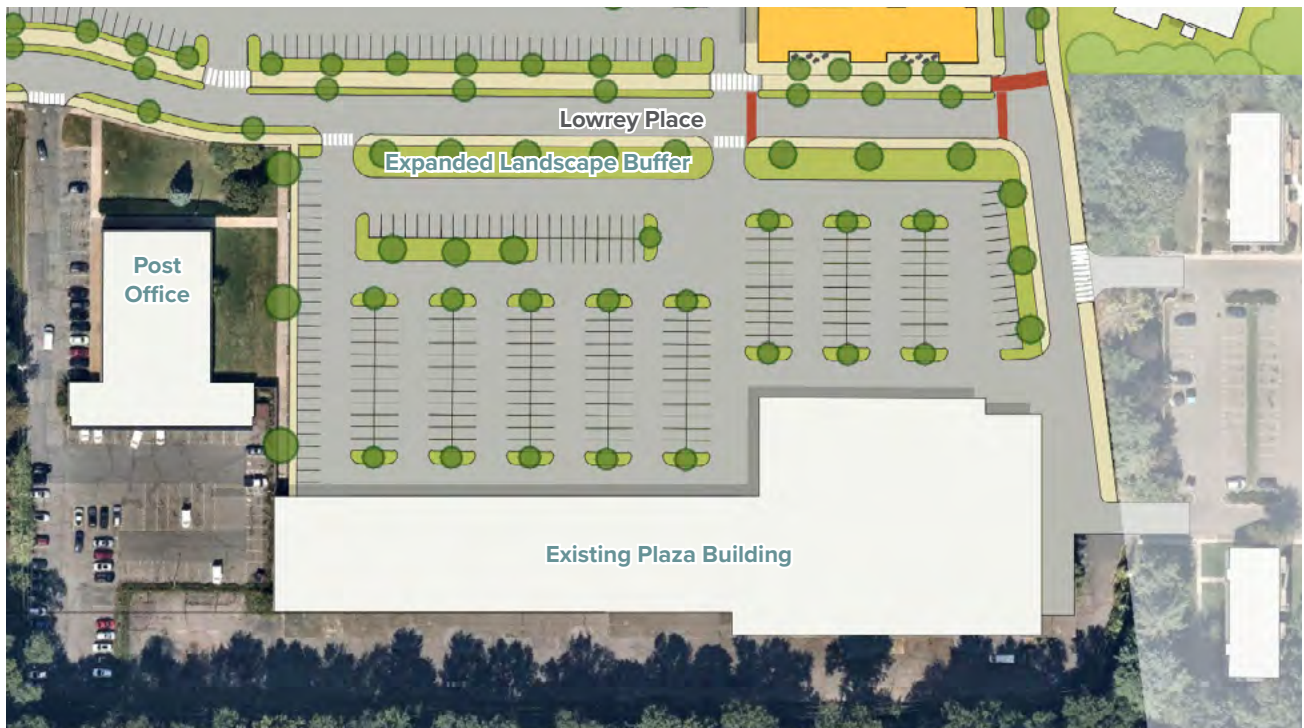 Lowrey Place
Expanded Landscape Buffer
Post
Office
Existing Plaza Building